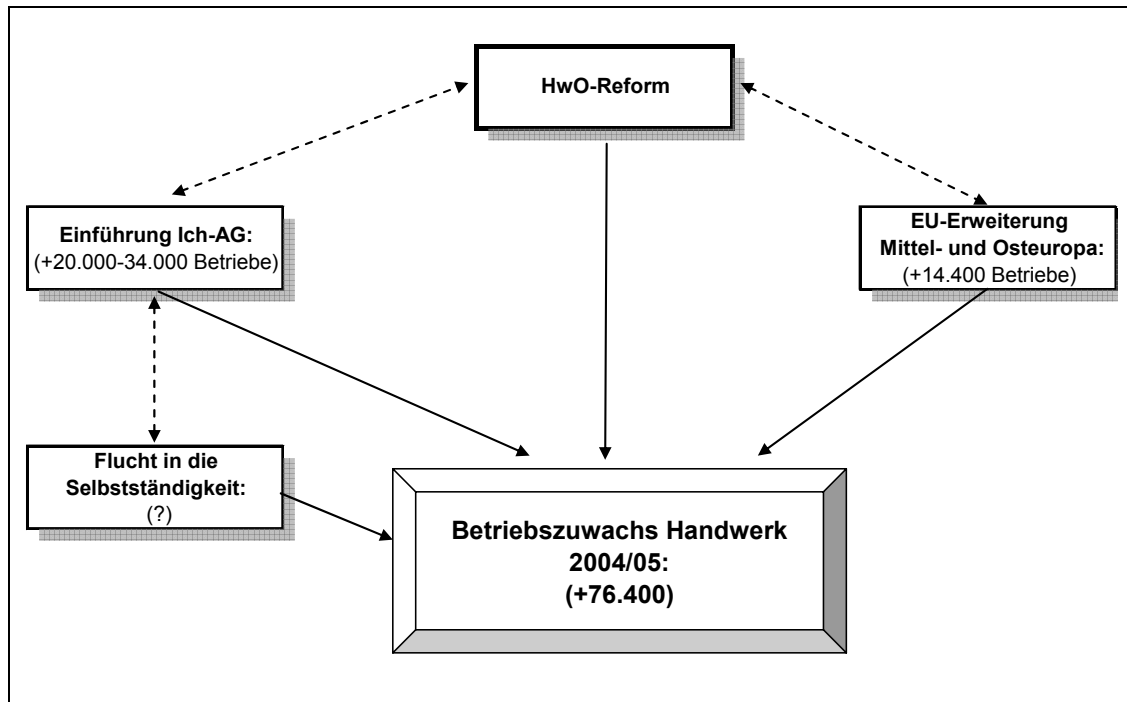 HwO-Reform
Einführung Ich-AG:
(+20.000-34.000 Betriebe)
EU-Erweiterung
Mittel- und Osteuropa:
(+14.400 Betriebe)
Flucht in die
Selbstständigkeit:
(?)
Betriebszuwachs Handwerk
2004/05:
(+76.400)